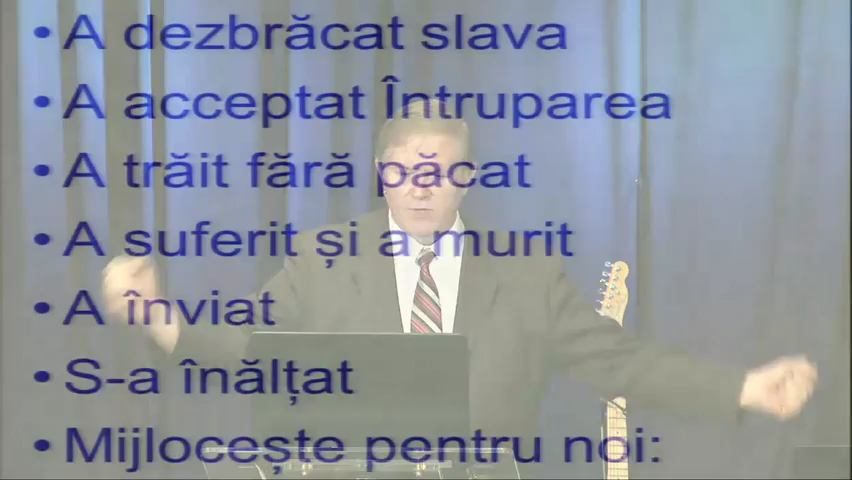 • A dezbrăcat slava
• A acceptat Întruparea
• A trăit fără păcat
• A suferit și a murit
• A înviat
• S-a înălțat
• Mijlocește pentru noi: